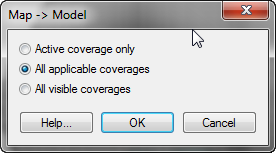 Map -> Model
Active coverage only
All applicable coverages
All visible coverages
Help... OK Cancel